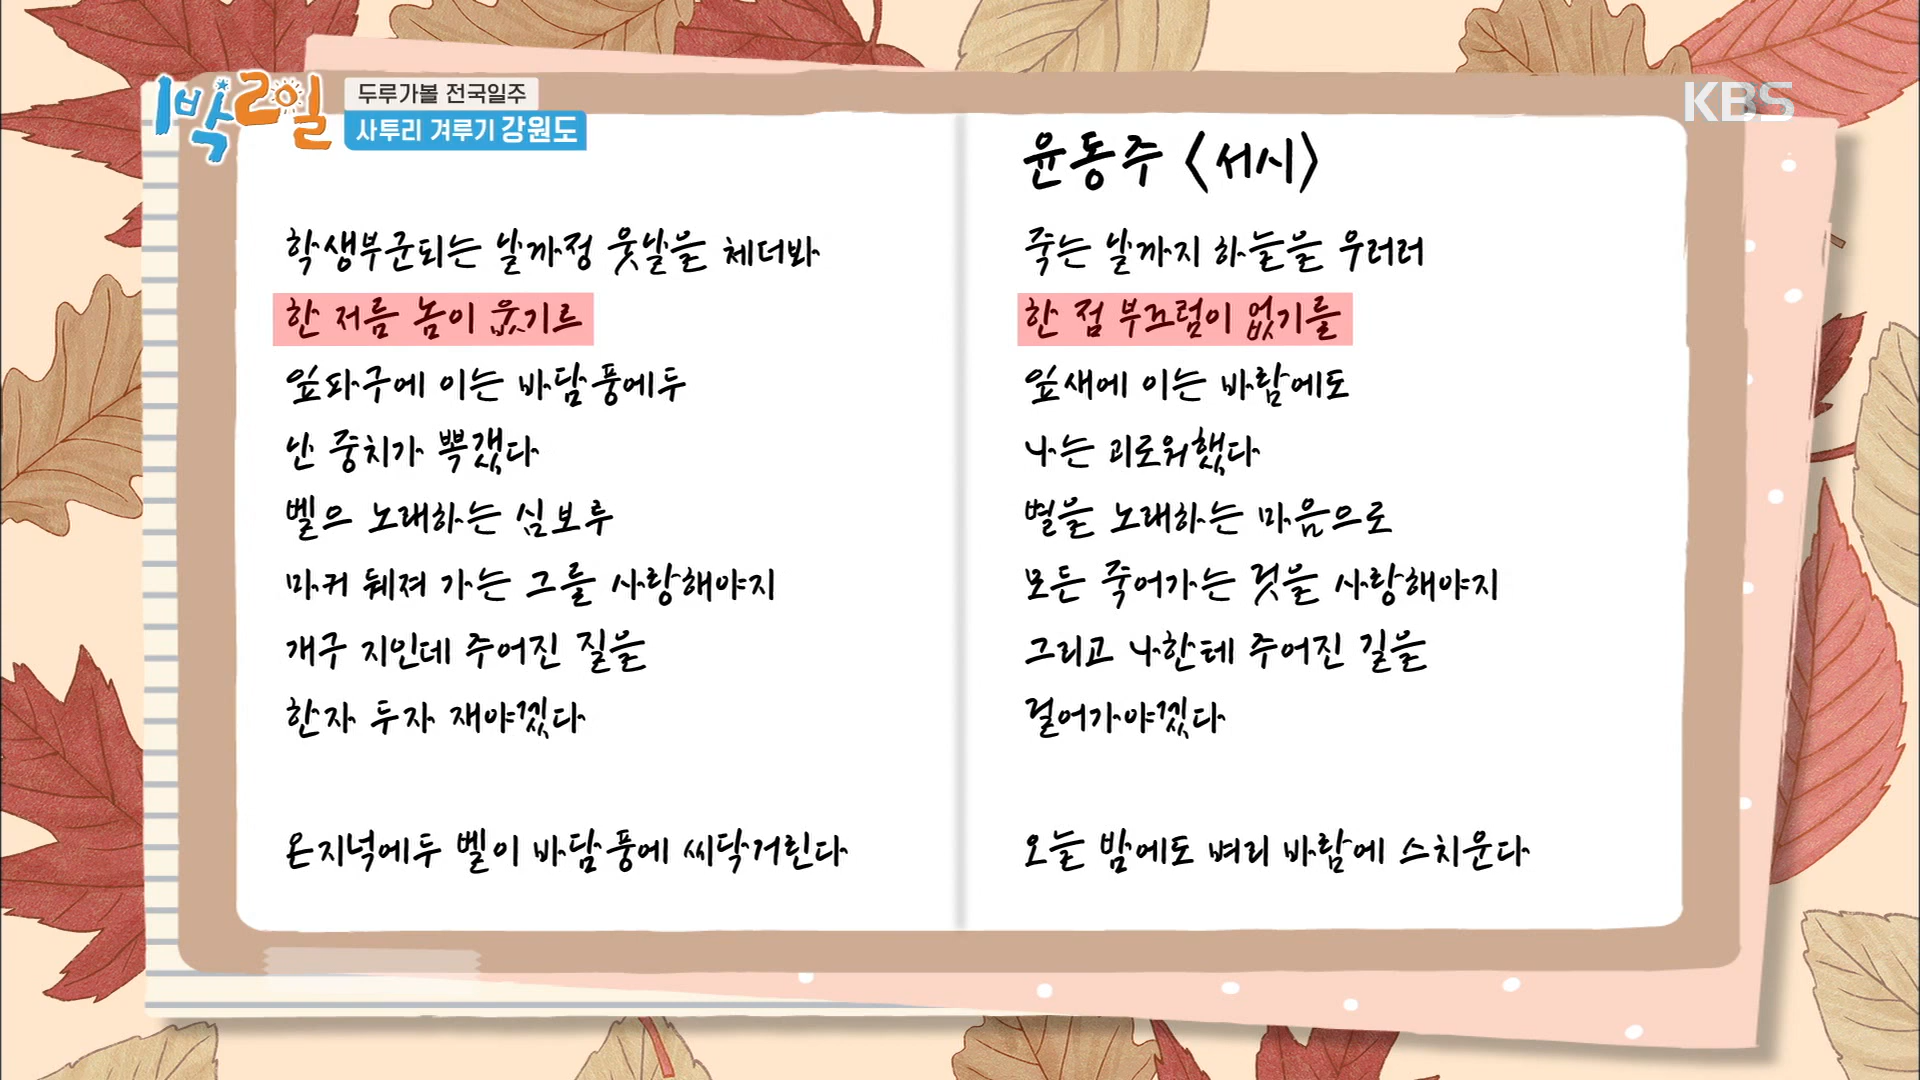 1박2일
두루가볼 전국일주
사투리 겨루기 강원도
KBS
학생부군되는 날까정 웃날을 체더봐
한 저름 놈이 읎기르
잎파구에 이는 바담풍에두
난 중치가 뽁갰다
벨으 노래하는 심보루
마커 뒈져 가는 그를 사랑해야지
개구 지인데 주어진 질을
한자 두자 재야겠다
온지녁에두 벨이 바담풍에 씨닥거린다
윤동주 <서시>
죽는 날까지 하늘을 우러러
한 점 부끄럼이 없기를
잎새에 이는 바람에도
나는 괴로워했다
별을 노래하는 마음으로
모든 죽어가는 것을 사랑해야지
그리고 나한테 주어진 길을
걸어가야겠다
오늘 밤에도 벼리 바람에 스치운다